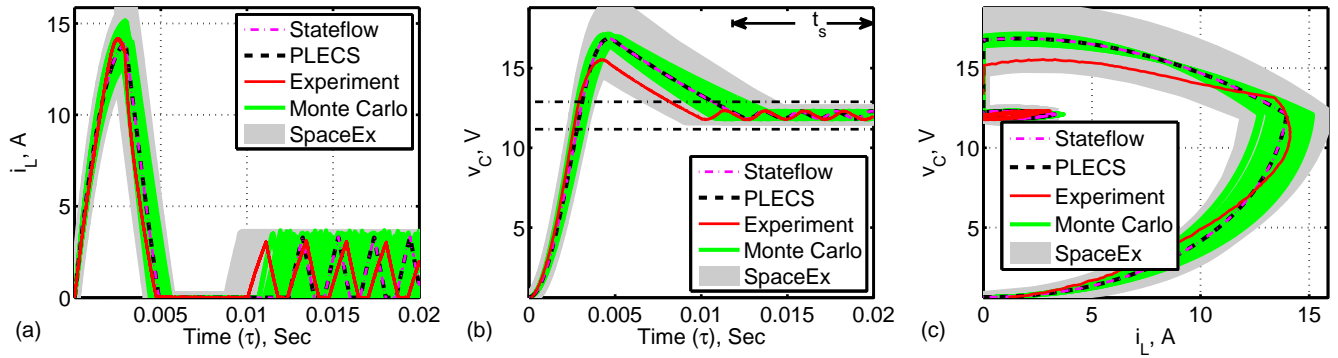 i_L, A
15
10
5
0
0.005
0.01
0.015
0.02
Time (τ), Sec
(a)
Stateflow
PLECS
Experiment
Monte Carlo
SpaceEx
v_C, V
15
10
5
0
0.005
0.01
0.015
0.02
Time (τ), Sec
(b)
t_s
Stateflow
PLECS
Experiment
Monte Carlo
SpaceEx
v_C, V
15
10
5
0
5
10
15
i_L, A
(c)
Stateflow
PLECS
Experiment
Monte Carlo
SpaceEx